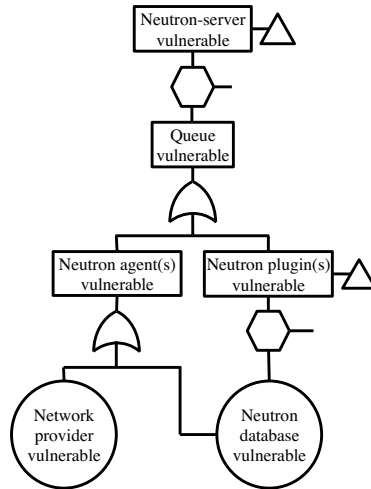 Neutron-server
vulnerable
Queue
vulnerable
Neutron agent(s)
vulnerable
Neutron plugin(s)
vulnerable
Network
provider
vulnerable
Neutron
database
vulnerable